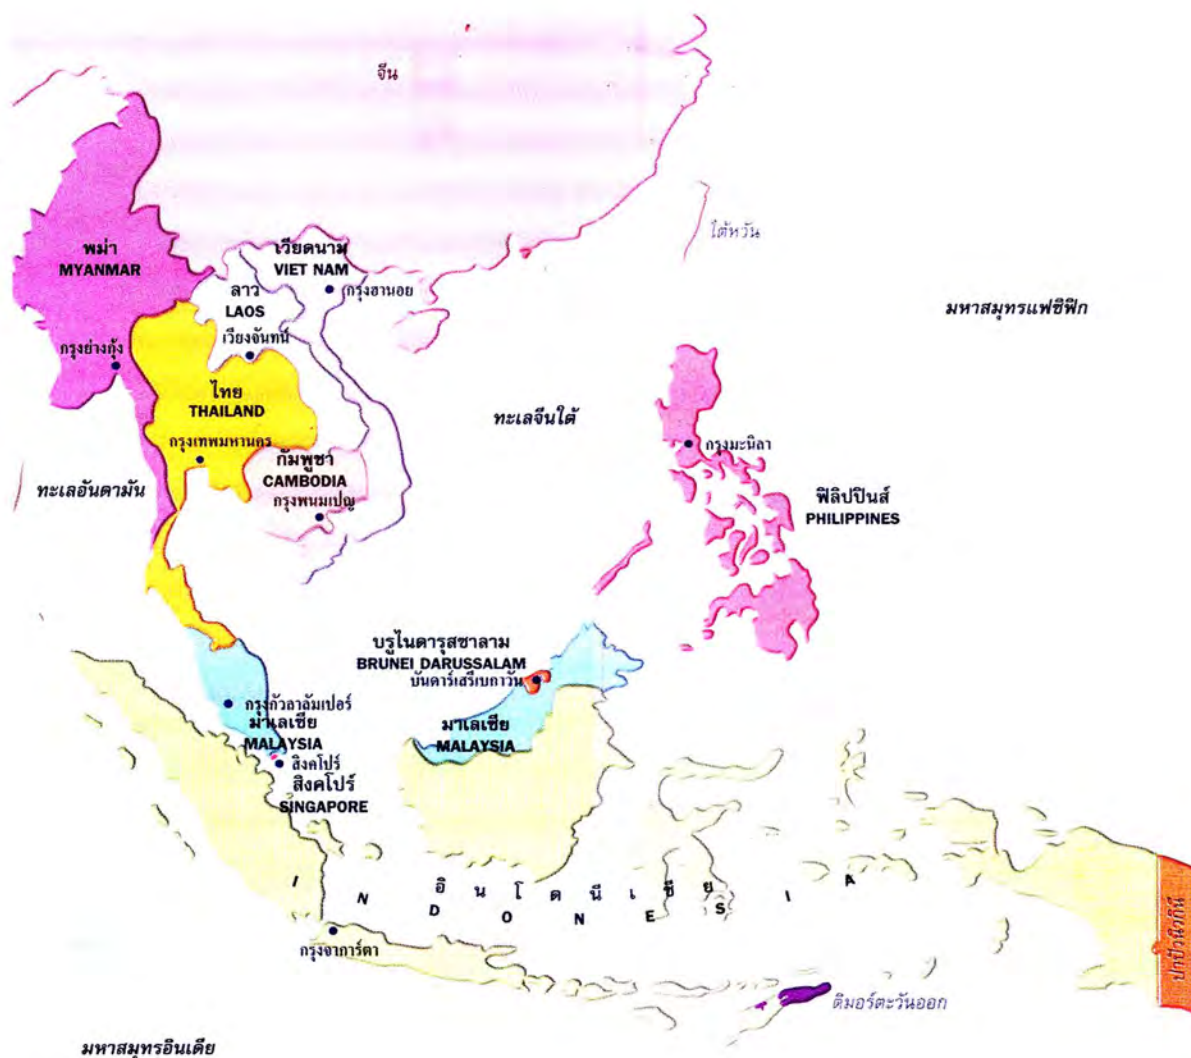 จีน
ไต้หวัน
พม่า
MYANMAR
เวียดนาม
VIET NAM
กรุงฮานอย
ลาว
LAOS
เวียงจันทน์
มหาสมุทรแปซิฟิก
กรุงย่างกุ้ง
ไทย
THAILAND
กรุงเทพมหานคร
ทะเลจีนใต้
กรุงมะนิลา
กัมพูชา
CAMBODIA
กรุงพนมเปญ
ทะเลอันดามัน
ฟิลิปปินส์
PHILIPPINES
บรูไนดารุสซาลาม
BRUNEI DARUSSALAM
บันดาร์เสรีเบกาวัน
กรุงกัวลาลัมเปอร์
มาเลเซีย
MALAYSIA
มาเลเซีย
MALAYSIA
สิงคโปร์
สิงคโปร์
SINGAPORE
อินโดนีเซีย
INDONESIA
กรุงจาการ์ตา
ปาปัวนิวกินี
ติมอร์ตะวันออก
มหาสมุทรอินเดีย